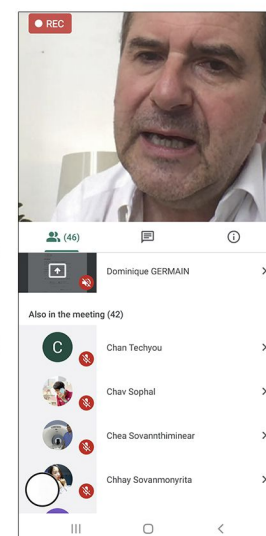 REC
(46)
Dominique GERMAIN
Also in the meeting (42)
C
Chan Techyou
Chav Sophal
Chea Sovannthiminear
Chhay Sovanmonyrita